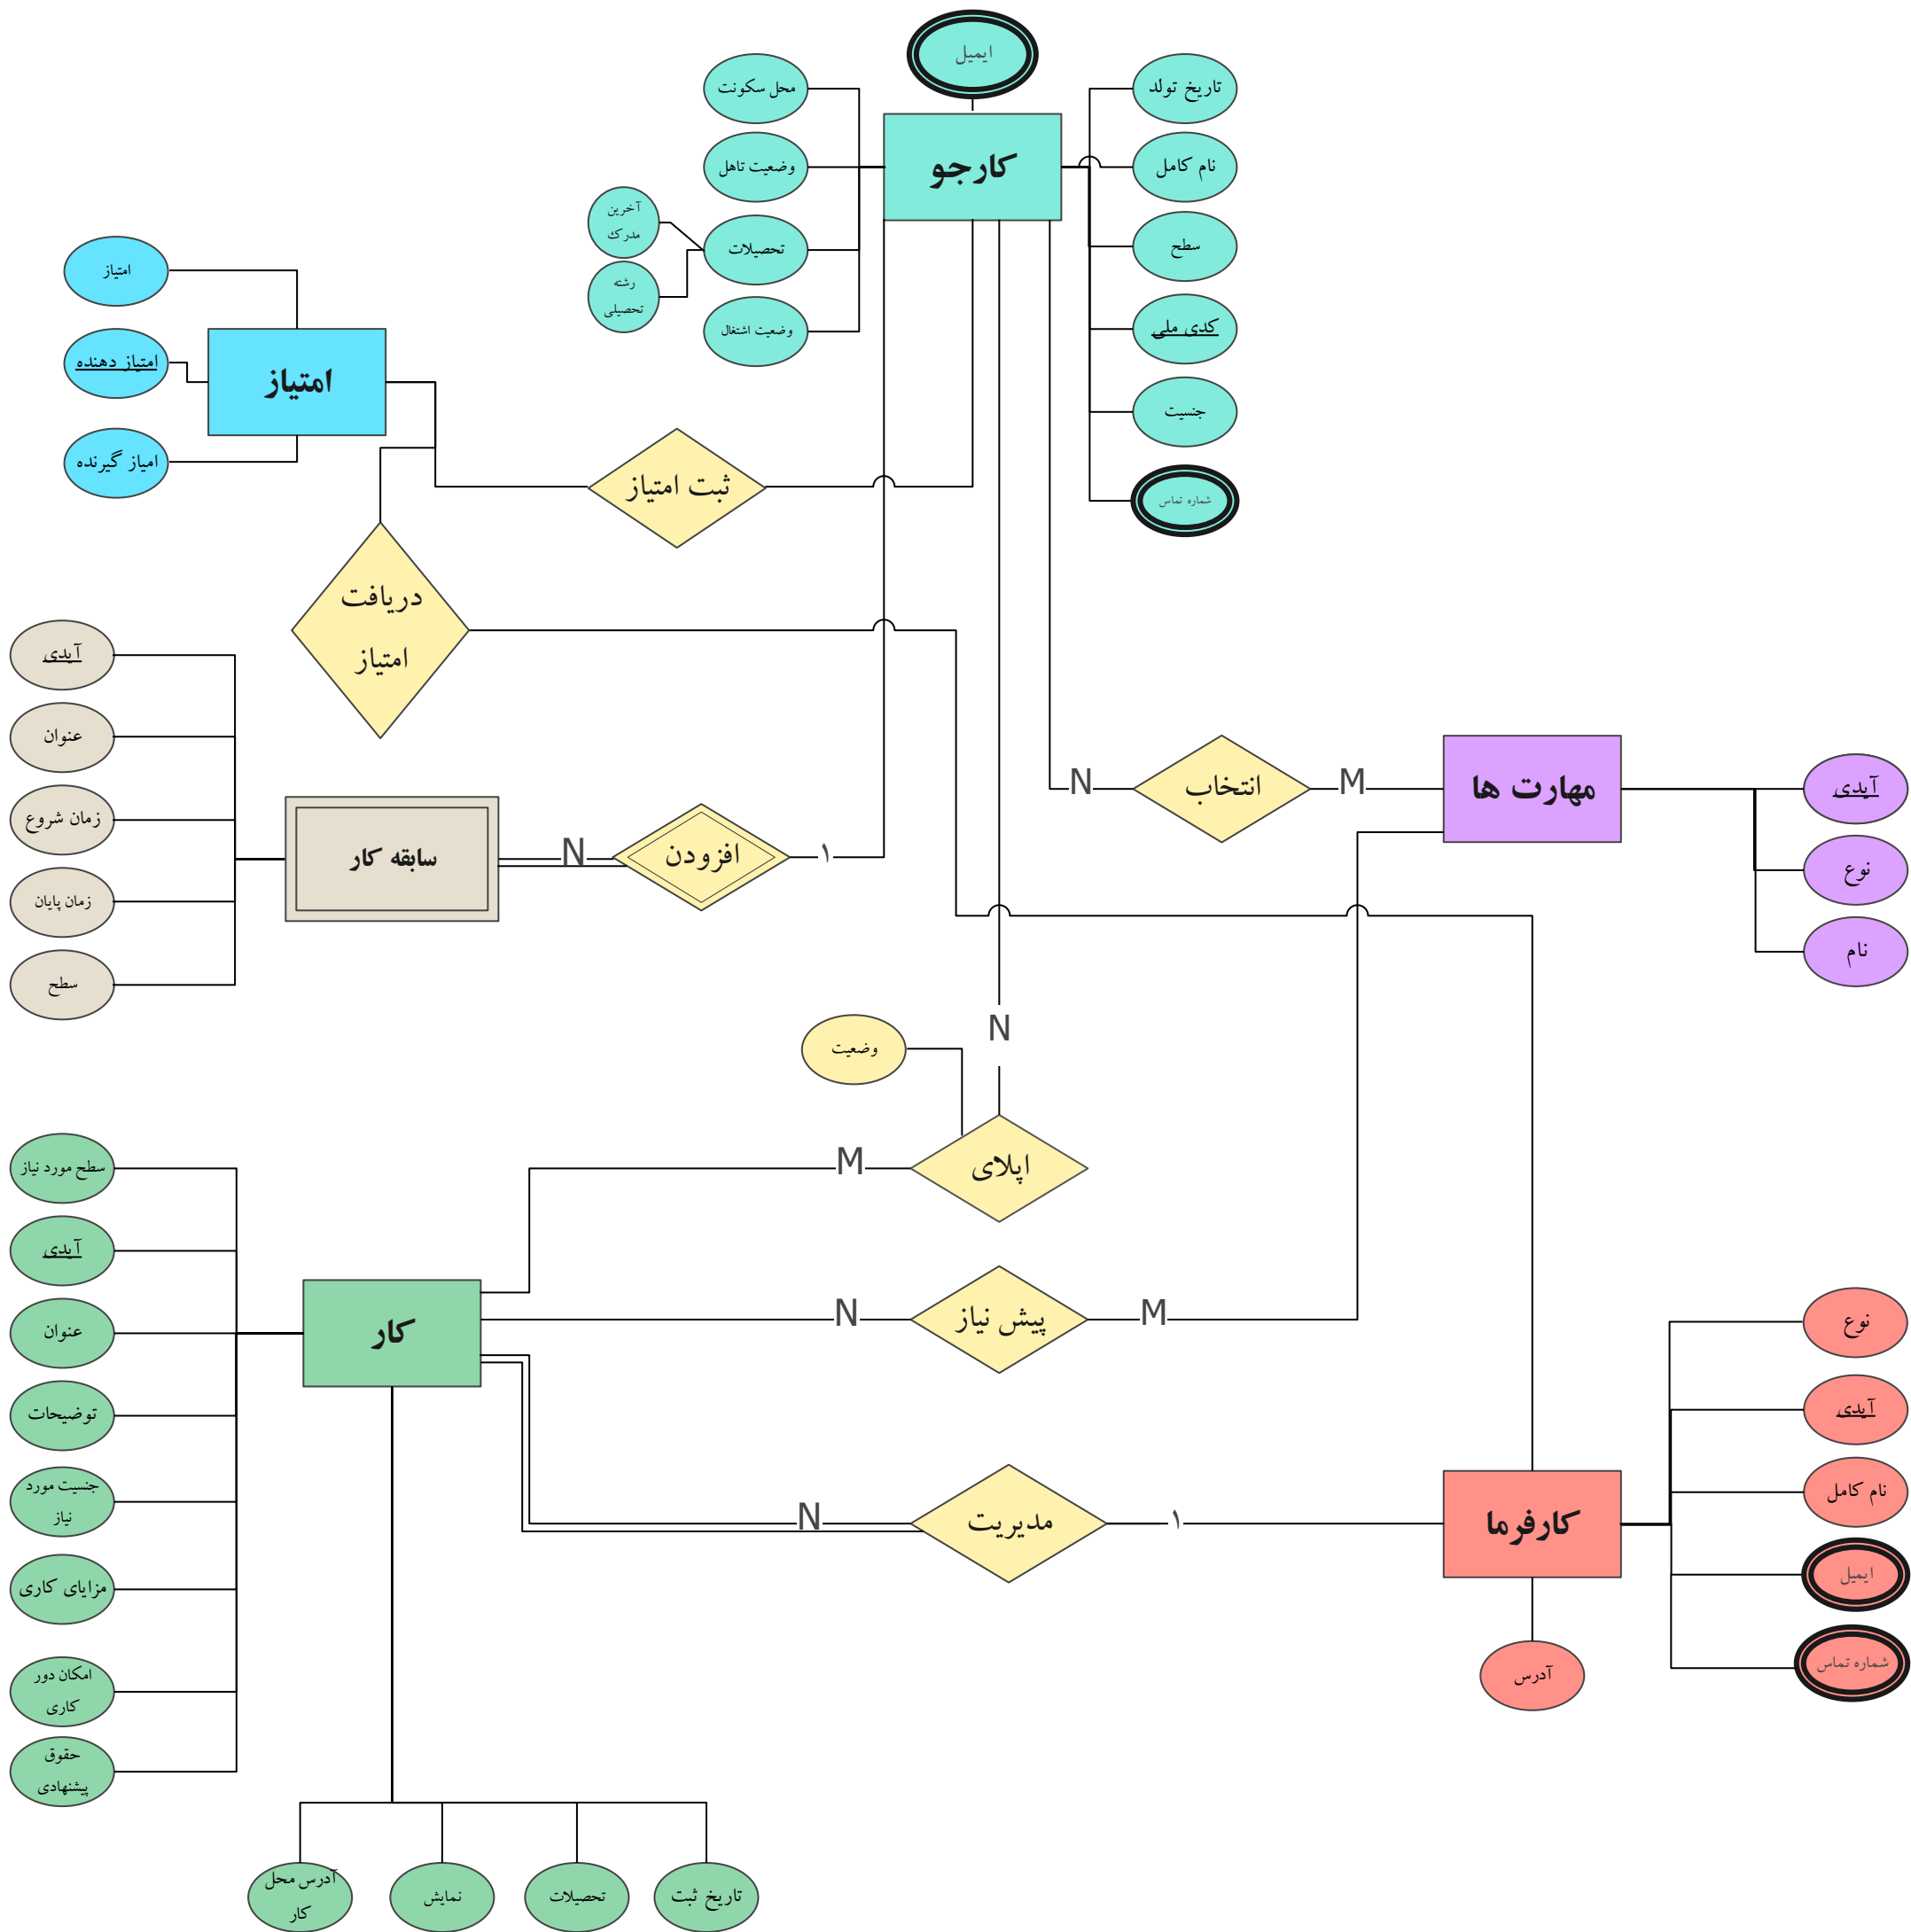 ایمیل
محل سکونت
تاریخ تولد
کارجو
وضعیت تاهل
نام کامل
آخرین
مدرک
تحصیلات
سطح
رشته
تحصیلی
وضعیت اشتغال
کدی ملی
جنسیت
شماره تماس
امتیاز
امتیاز دهنده
امتیاز
امیاز گیرنده
ثبت امتیاز
دریافت
امتیاز
آیدی
عنوان
زمان شروع
زمان پایان
سطح
سابقه کار
N
افزودن
۱
N
انتخاب
M
مهارت ها
آیدی
نوع
نام
وضعیت
N
M
اپلای
سطح مورد نیاز
آیدی
عنوان
توضیحات
جنسیت مورد
نیاز
مزایای کاری
امکان دور
کاری
حقوق
پیشنهادی
کار
N
پیش نیاز
M
N
مدیریت
۱
کارفرما
نوع
آیدی
نام کامل
ایمیل
شماره تماس
آدرس
آدرس محل
کار
نمایش
تحصیلات
تاریخ ثبت